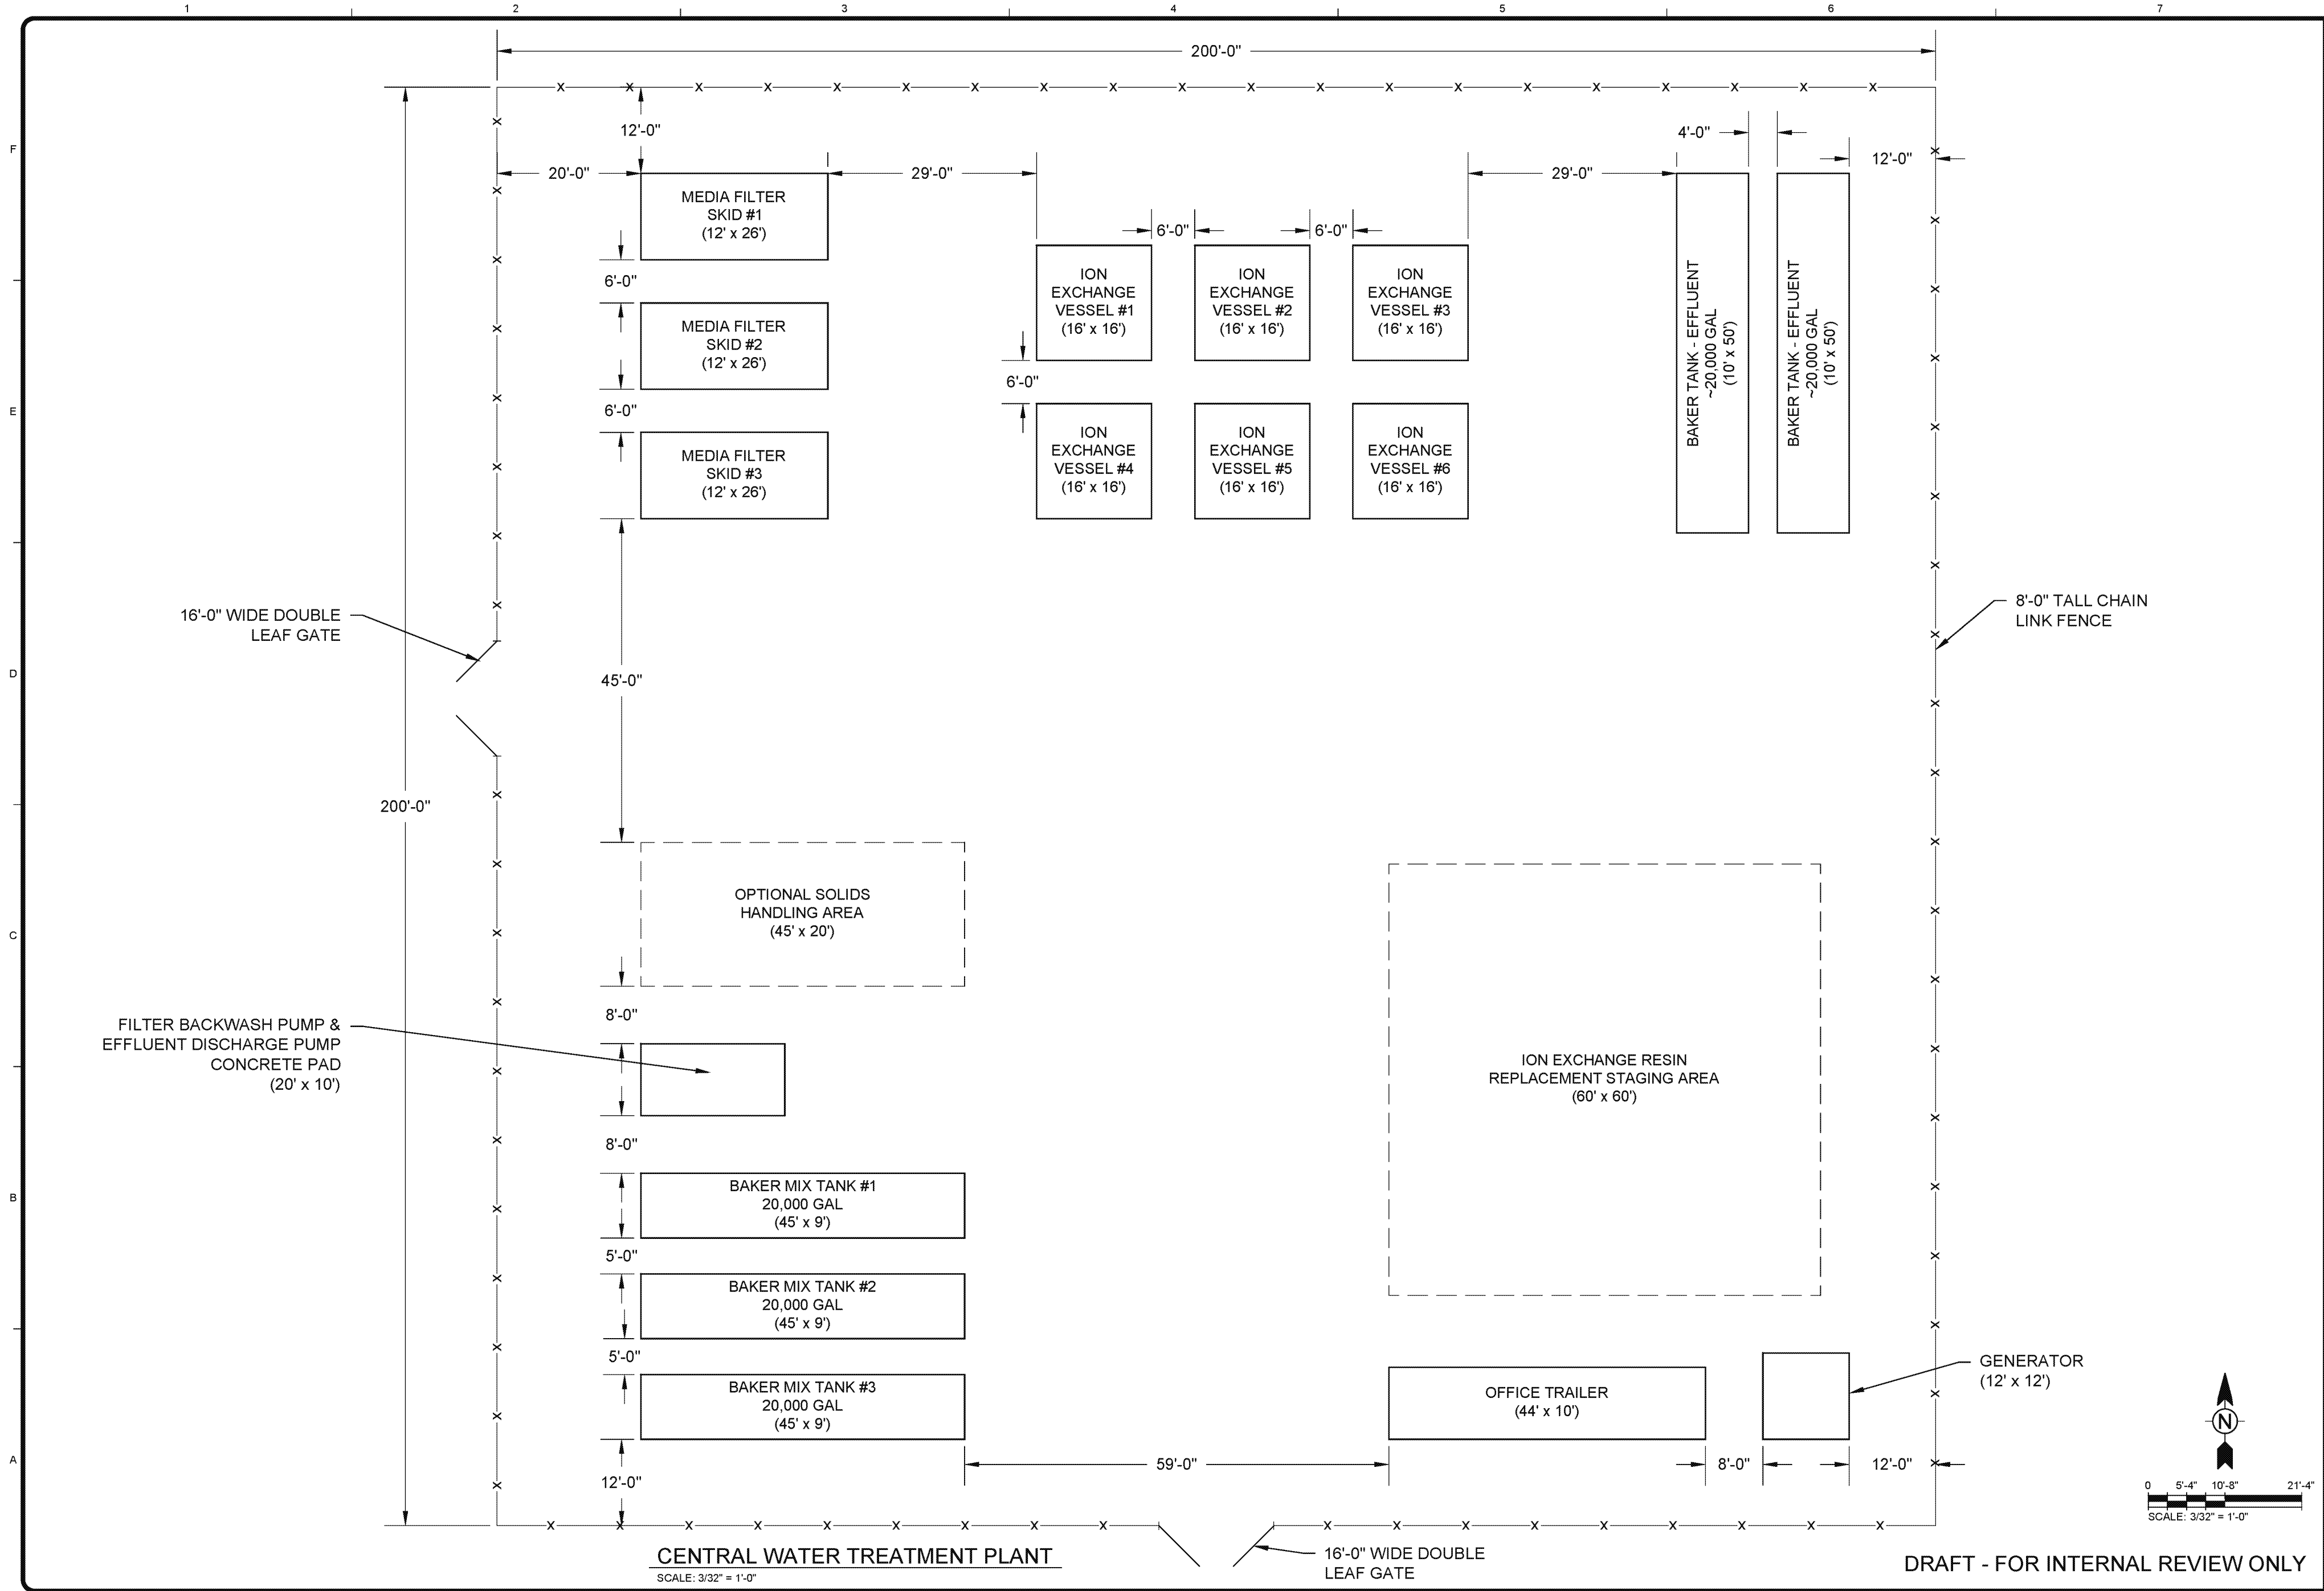 1 2 3 4 5 6 7
200'-0"
12'-0"
4'-0"
F
12'-0"
20'-0"
29'-0"
29'-0"
MEDIA FILTER
SKID #1
(12' x 26')
6'-0"
6'-0"
6'-0"
MEDIA FILTER
SKID #2
(12' x 26')
6'-0"
MEDIA FILTER
SKID #3
(12' x 26')
ION
EXCHANGE
VESSEL #1
(16' x 16')
ION
EXCHANGE
VESSEL #2
(16' x 16')
ION
EXCHANGE
VESSEL #3
(16' x 16')
6'-0"
E
ION
EXCHANGE
VESSEL #4
(16' x 16')
ION
EXCHANGE
VESSEL #5
(16' x 16')
ION
EXCHANGE
VESSEL #6
(16' x 16')
BAKER TANK - EFFLUENT
~20,000 GAL
(10' x 50')
BAKER TANK - EFFLUENT
~20,000 GAL
(10' x 50')
16'-0" WIDE DOUBLE
LEAF GATE
8'-0" TALL CHAIN
LINK FENCE
D
45'-0"
200'-0"
OPTIONAL SOLIDS
HANDLING AREA
(45' x 20')
C
8'-0"
FILTER BACKWASH PUMP &
EFFLUENT DISCHARGE PUMP
CONCRETE PAD
(20' x 10')
ION EXCHANGE RESIN
REPLACEMENT STAGING AREA
(60' x 60')
8'-0"
B
BAKER MIX TANK #1
20,000 GAL
(45' x 9')
5'-0"
BAKER MIX TANK #2
20,000 GAL
(45' x 9')
5'-0"
BAKER MIX TANK #3
20,000 GAL
(45' x 9')
OFFICE TRAILER
(44' x 10')
GENERATOR
(12' x 12')
N
A
12'-0"
59'-0"
8'-0"
12'-0"
0 5'-4" 10'-8" 21'-4"
SCALE: 3/32" = 1'-0"
CENTRAL WATER TREATMENT PLANT
SCALE: 3/32" = 1'-0"
16'-0" WIDE DOUBLE
LEAF GATE
DRAFT - FOR INTERNAL REVIEW ONLY